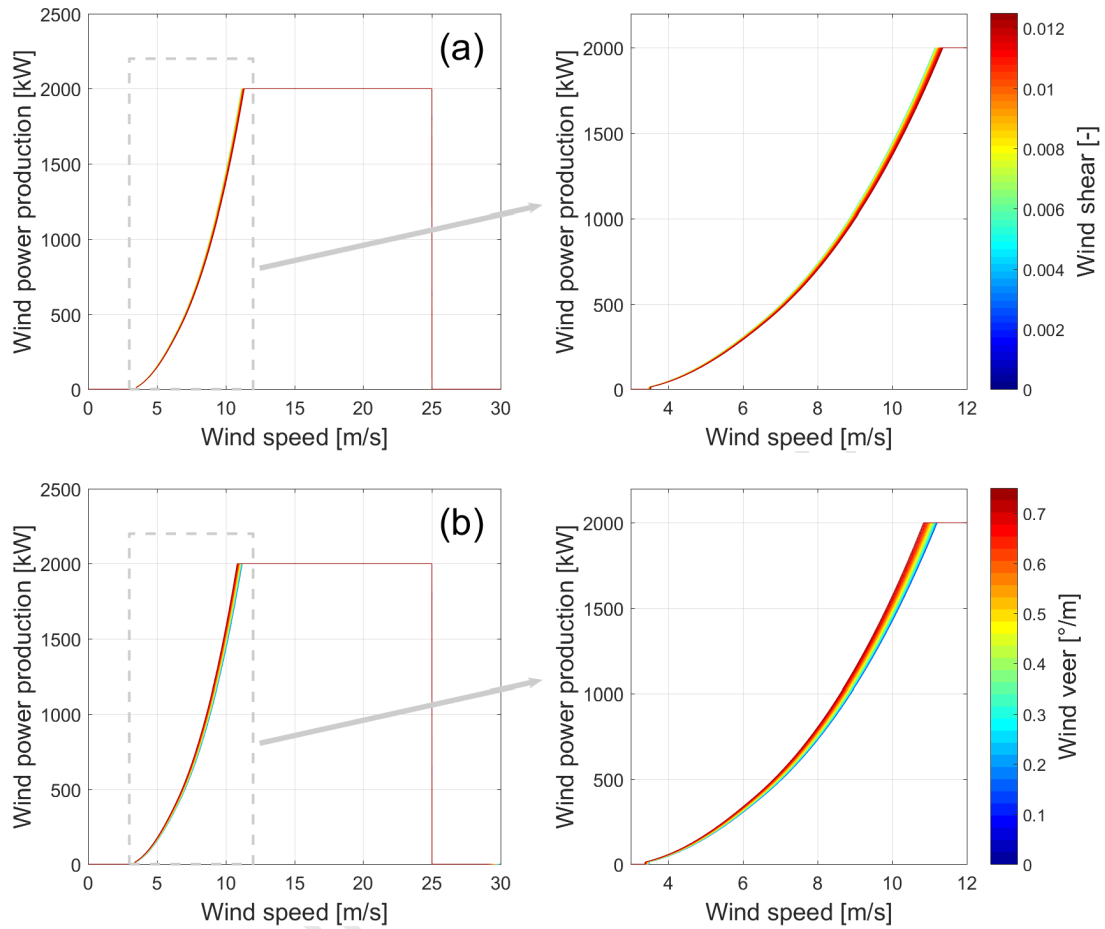 (a)
Wind power production [kW]
2500
2000
1500
1000
500
0
0 5 10 15 20 25 30
Wind speed [m/s]
Wind power production [kW]
2000
1500
1000
500
0
4 6 8 10 12
Wind speed [m/s]
0.012
0.01
0.008
0.006
0.004
0.002
0
Wind shear [-]
(b)
Wind power production [kW]
2500
2000
1500
1000
500
0
0 5 10 15 20 25 30
Wind speed [m/s]
Wind power production [kW]
2000
1500
1000
500
0
4 6 8 10 12
Wind speed [m/s]
0.7
0.6
0.5
0.4
0.3
0.2
0.1
0
Wind veer [°/m]